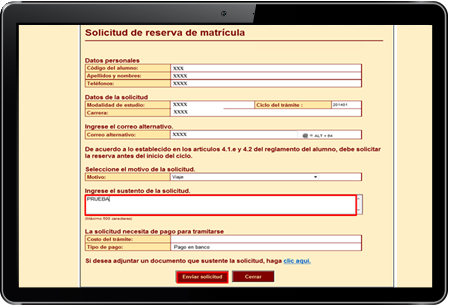 Solicitud de reserva de matrícula
Datos personales
Código del alumno: XXX
Apellidos y nombres: XXXX
Teléfonos: XXXX
Datos de la solicitud
Modalidad de estudio: XXXX Ciclo del trámite : 201401
Carrera: XXXX
Ingrese el correo alternativo.
Correo alternativo: XXXX @ = ALT + 64
De acuerdo a lo establecido en los artículos 4.1.e y 4.2 del reglamento del alumno, debe solicitar
la reserva antes del inicio del ciclo.
Seleccione el motivo de la solicitud.
Motivo: Viaje
Ingrese el sustento de la solicitud.
PRUEBA
(Máximo 500 caracteres)
La solicitud necesita de pago para tramitarse
Costo del trámite:
Tipo de pago: Pago en banco
Si desea adjuntar un documento que sustente la solicitud, haga clic aquí.
Enviar solicitud Cerrar